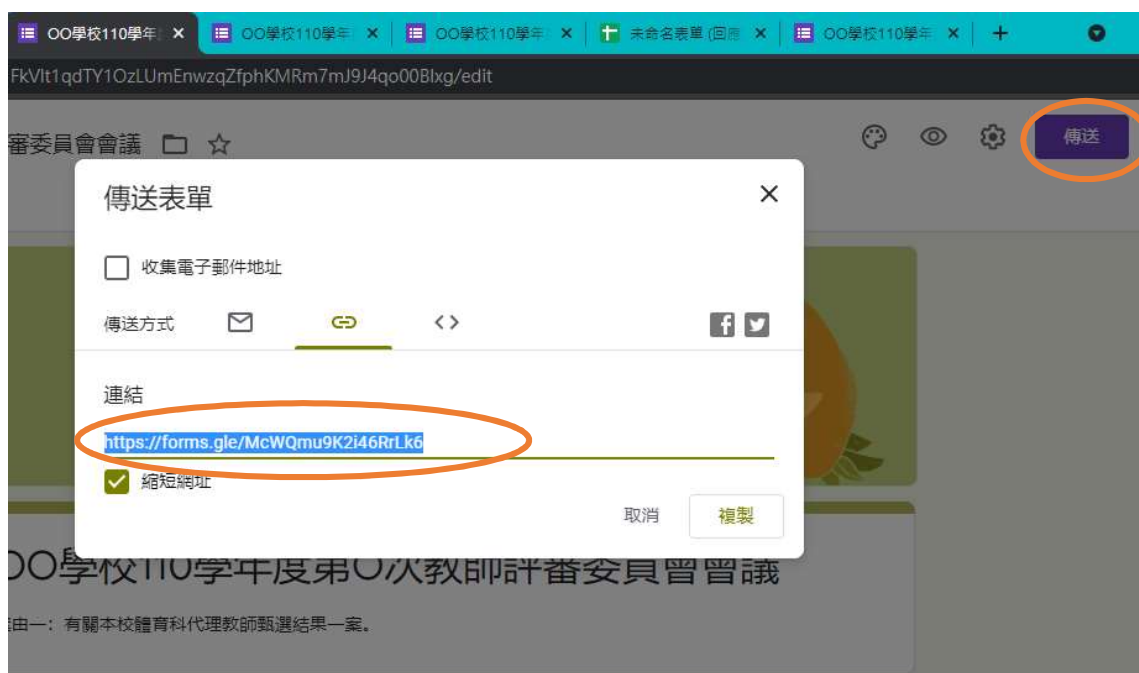 OO學校110學年
OO學校110學年
OO學校110學年
未命名表單 (回應
OO學校110學年
FkVIt1qdTY1OzLUmEnwzqZfphKMRm7mJ9J4qo00Blxg/edit
審委員會會議
傳送
傳送表單
收集電子郵件地址
傳送方式
連結
https://forms.gle/McWQmu9K2i46RrLk6
縮短網址
取消
複製
OO學校110學年度第O次教師評審委員會會議
由一：有關本校體育科代理教師甄選結果一案。